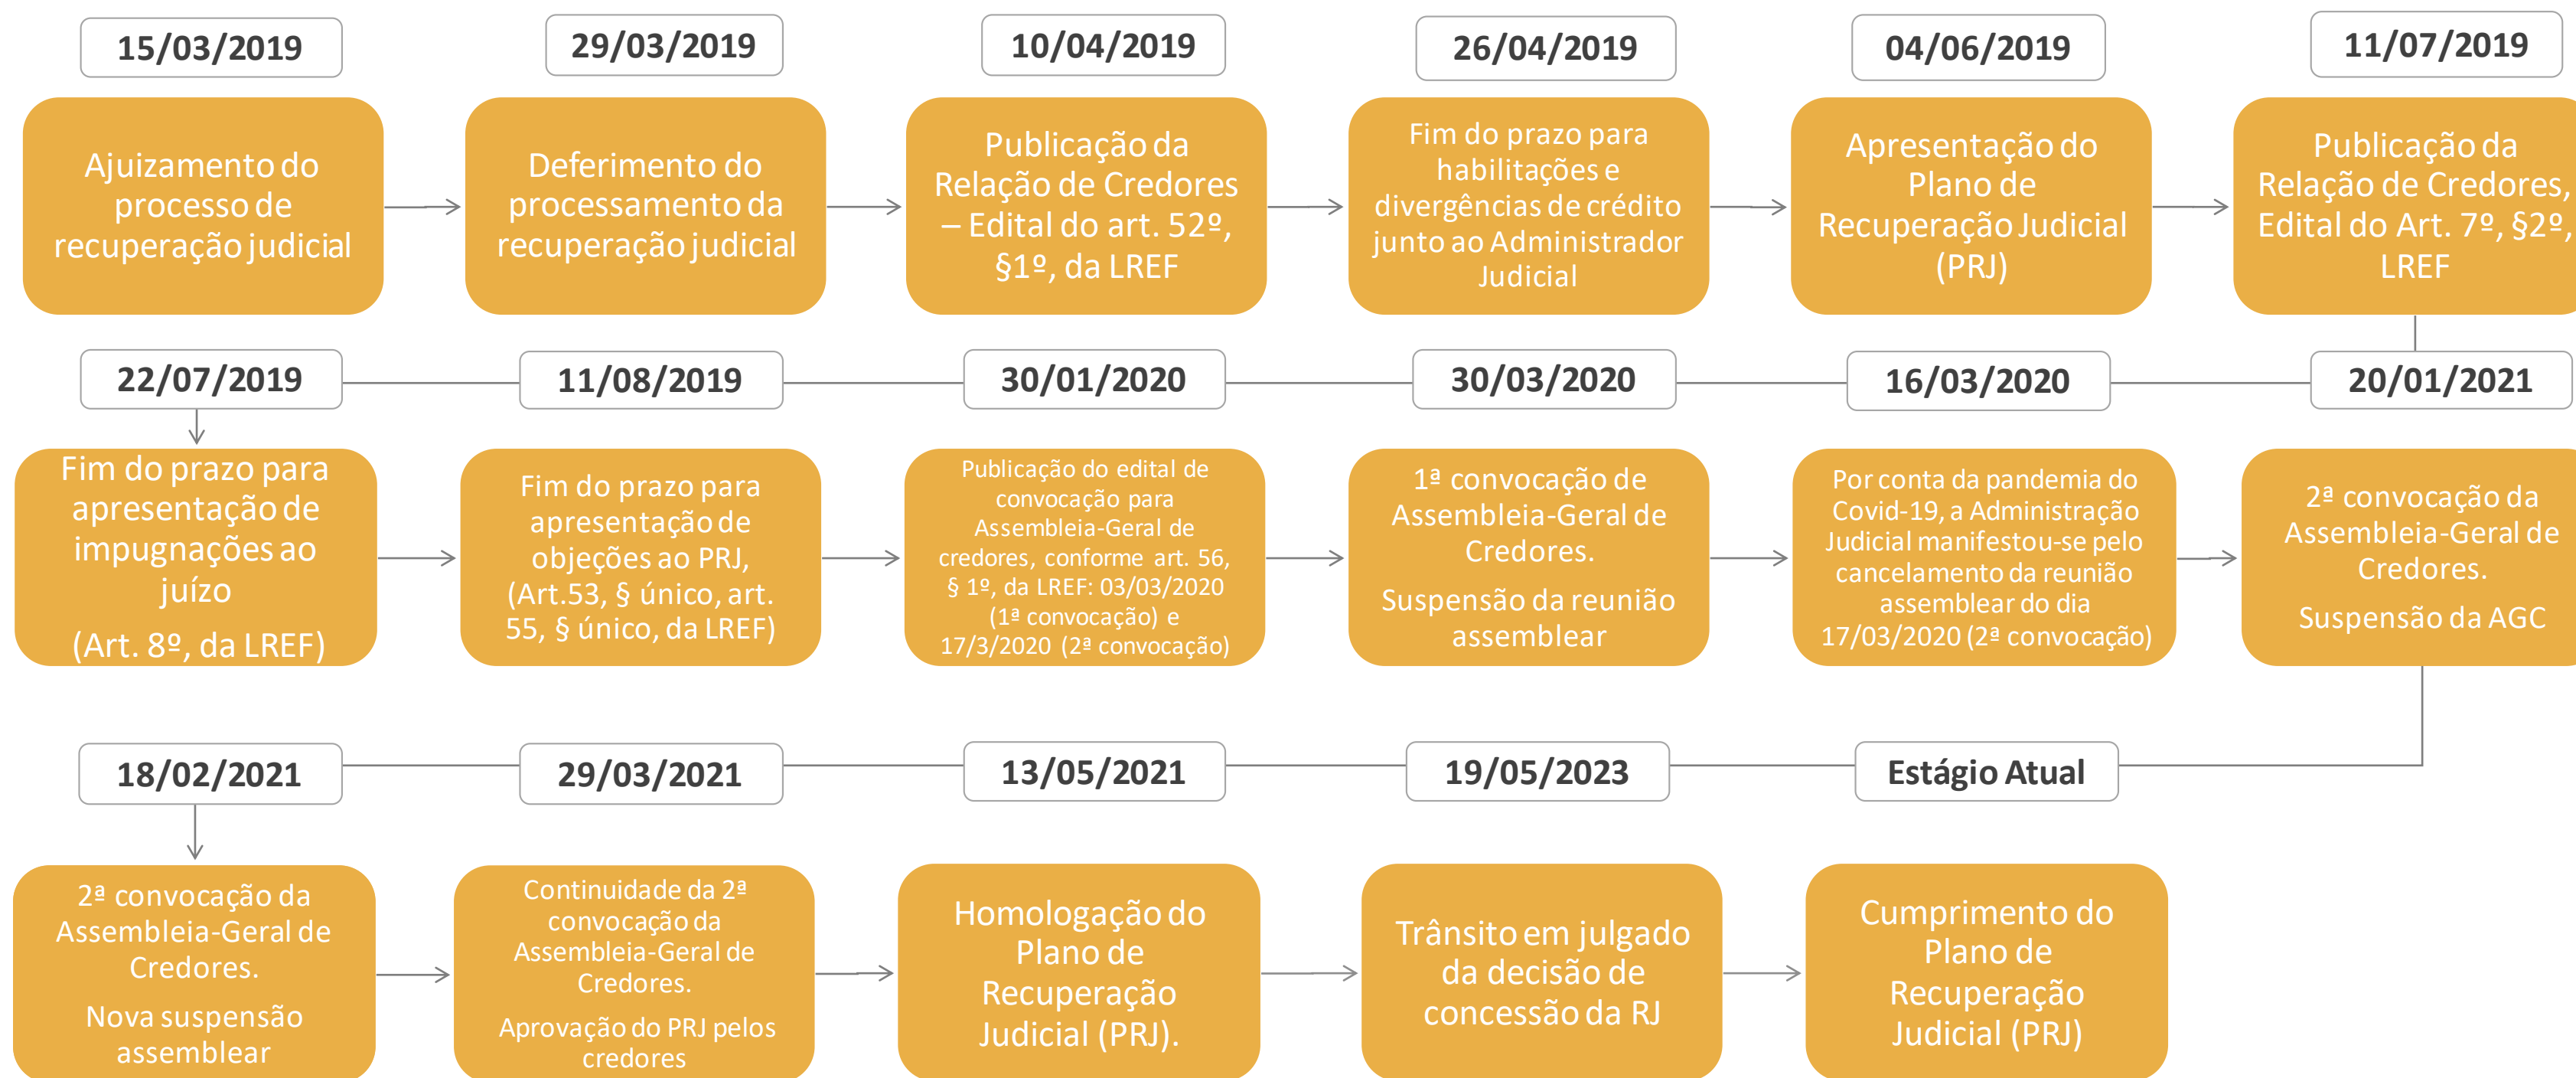 15/03/2019
29/03/2019
10/04/2019
26/04/2019
04/06/2019
11/07/2019
Ajuizamento do
processo de
recuperação judicial
Deferimento do
processamento da
recuperação judicial
Publicação da
Relação de Credores
– Edital do art. 52º,
§1º, da LREF
Fim do prazo para
habilitações e
divergências de crédito
junto ao Administrador
Judicial
Apresentação do
Plano de
Recuperação Judicial
(PRJ)
Publicação da
Relação de Credores,
Edital do Art. 7º, §2º,
LREF
22/07/2019
11/08/2019
30/01/2020
30/03/2020
16/03/2020
20/01/2021
Fim do prazo para
apresentação de
impugnações ao
juízo
(Art. 8º, da LREF)
Fim do prazo para
apresentação de
objeções ao PRJ,
(Art.53, § único, art.
55, § único, da LREF)
Publicação do edital de
convocação para
Assembleia-Geral de
credores, conforme art. 56,
§ 1º, da LREF: 03/03/2020
(1ª convocação) e
17/3/2020 (2ª convocação)
1ª convocação de
Assembleia-Geral de
Credores.
Suspensão da reunião
assemblear
Por conta da pandemia do
Covid-19, a Administração
Judicial manifestou-se pelo
cancelamento da reunião
assemblear do dia
17/03/2020 (2ª convocação)
2ª convocação da
Assembleia-Geral de
Credores.
Suspensão da AGC
18/02/2021
29/03/2021
13/05/2021
19/05/2023
Estágio Atual
2ª convocação da
Assembleia-Geral de
Credores.
Nova suspensão
assemblear
Continuidade da 2ª
convocação da
Assembleia-Geral de
Credores.
Aprovação do PRJ pelos
credores
Homologação do
Plano de
Recuperação
Judicial (PRJ).
Trânsito em julgado
da decisão de
concessão da RJ
Cumprimento do
Plano de
Recuperação
Judicial (PRJ)